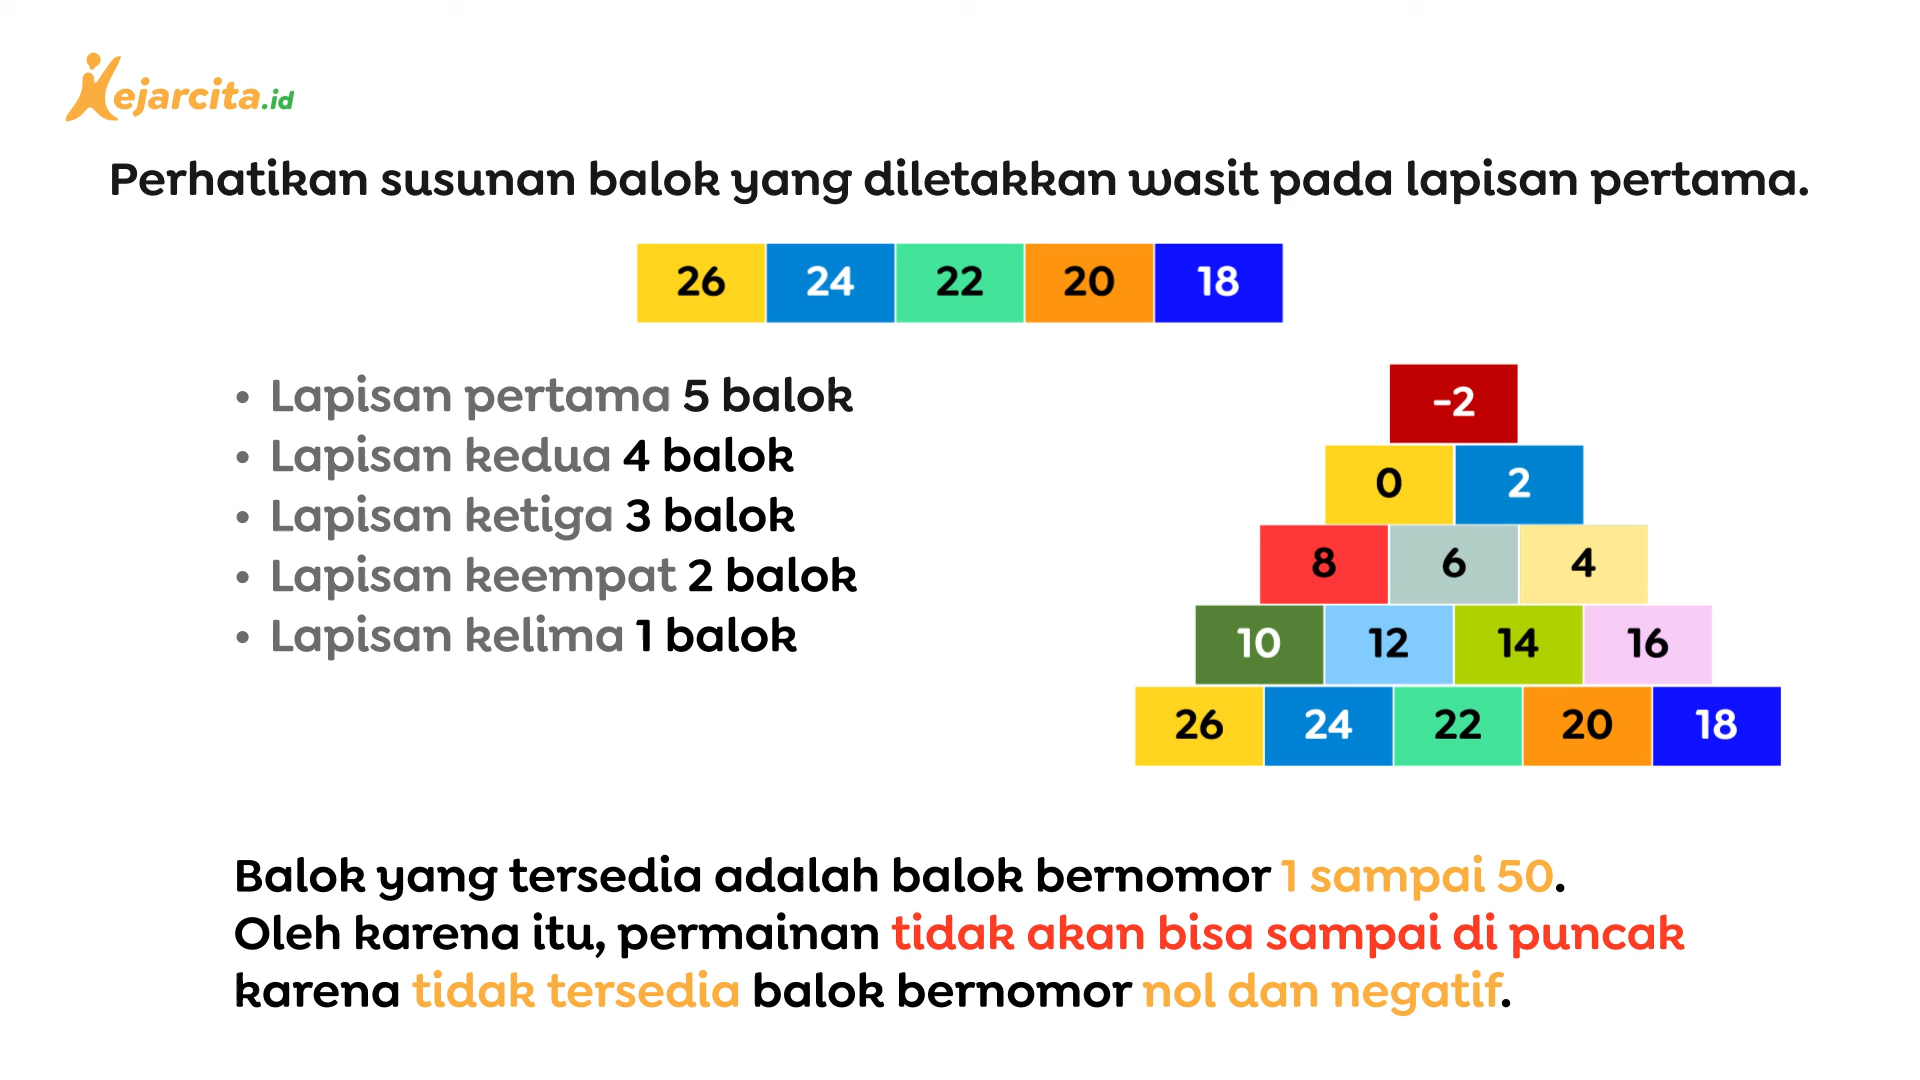 Kejarcita.id
Perhatikan susunan balok yang diletakkan wasit pada lapisan pertama.
26 24 22 20 18
• Lapisan pertama 5 balok
• Lapisan kedua 4 balok
• Lapisan ketiga 3 balok
• Lapisan keempat 2 balok
• Lapisan kelima 1 balok
-2
0 2
8 6 4
10 12 14 16
26 24 22 20 18
Balok yang tersedia adalah balok bernomor 1 sampai 50.
Oleh karena itu, permainan tidak akan bisa sampai di puncak
karena tidak tersedia balok bernomor nol dan negatif.